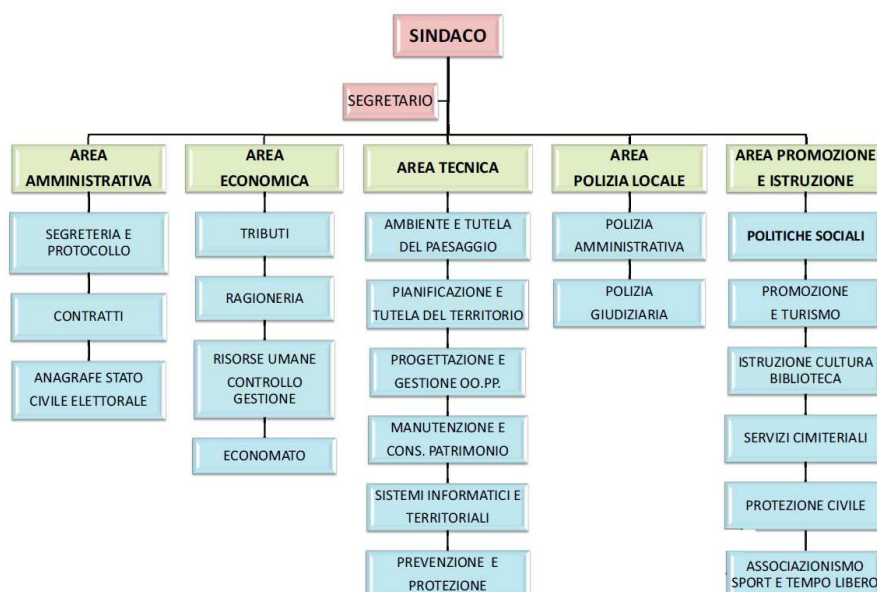 SINDACO
SEGRETARIO
AREA
AMMINISTRATIVA
SEGRETERIA E
PROTOCOLLO
CONTRATTI
ANAGRAFE STATO
CIVILE ELETTORALE
AREA
ECONOMICA
TRIBUTI
RAGIONERIA
RISORSE UMANE
CONTROLLO
GESTIONE
ECONOMATO
AREA TECNICA
AMBIENTE E TUTELA
DEL PAESAGGIO
PIANIFICAZIONE E
TUTELA DEL TERRITORIO
PROGETTAZIONE E
GESTIONE OO.PP.
MANUTENZIONE E
CONS. PATRIMONIO
SISTEMI INFORMATICI E
TERRITORIALI
PREVENZIONE E
PROTEZIONE
AREA
POLIZIA LOCALE
POLIZIA
AMMINISTRATIVA
POLIZIA
GIUDIZIARIA
AREA PROMOZIONE
E ISTRUZIONE
POLITICHE SOCIALI
PROMOZIONE
E TURISMO
ISTRUZIONE CULTURA
BIBLIOTECA
SERVIZI CIMITERIALI
PROTEZIONE CIVILE
ASSOCIAZIONISMO
SPORT E TEMPO LIBERO